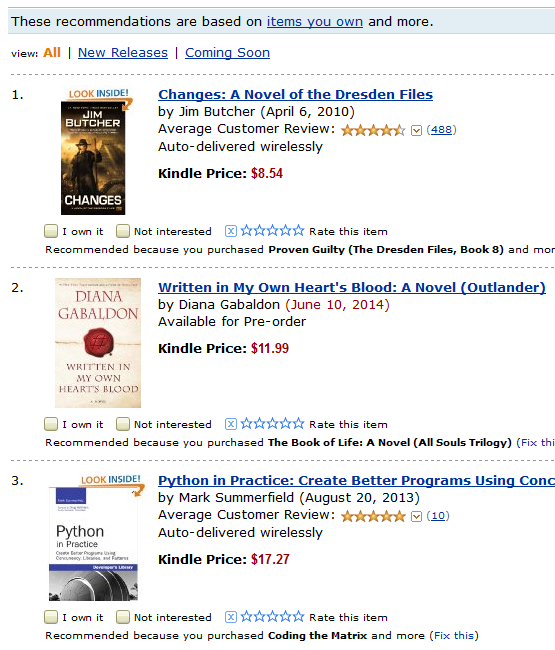 These recommendations are based on items you own and more.
view: All | New Releases | Coming Soon
1.
LOOK INSIDE!
JIM
BUTCHER
CHANGES
Changes: A Novel of the Dresden Files
by Jim Butcher (April 6, 2010)
Average Customer Review: (488)
Auto-delivered wirelessly
Kindle Price: $8.54
I own it Not interested x Rate this item
Recommended because you purchased Proven Guilty (The Dresden Files, Book 8) and mor
2.
DIANA
GABALDON
WRITTEN IN
MY OWN
HEART'S BLOOD
Written in My Own Heart's Blood: A Novel (Outlander)
by Diana Gabaldon (June 10, 2014)
Available for Pre-order
Kindle Price: $11.99
I own it Not interested x Rate this item
Recommended because you purchased The Book of Life: A Novel (All Souls Trilogy) (Fix thi
3.
LOOK INSIDE!
Mark Summerfield
Python
in Practice
Create Better Programs Using
Concurrency, Libraries, and Patterns
Developer's Library
Python in Practice: Create Better Programs Using Conc
by Mark Summerfield (August 20, 2013)
Average Customer Review: (10)
Auto-delivered wirelessly
Kindle Price: $17.27
I own it Not interested x Rate this item
Recommended because you purchased Coding the Matrix and more (Fix this)